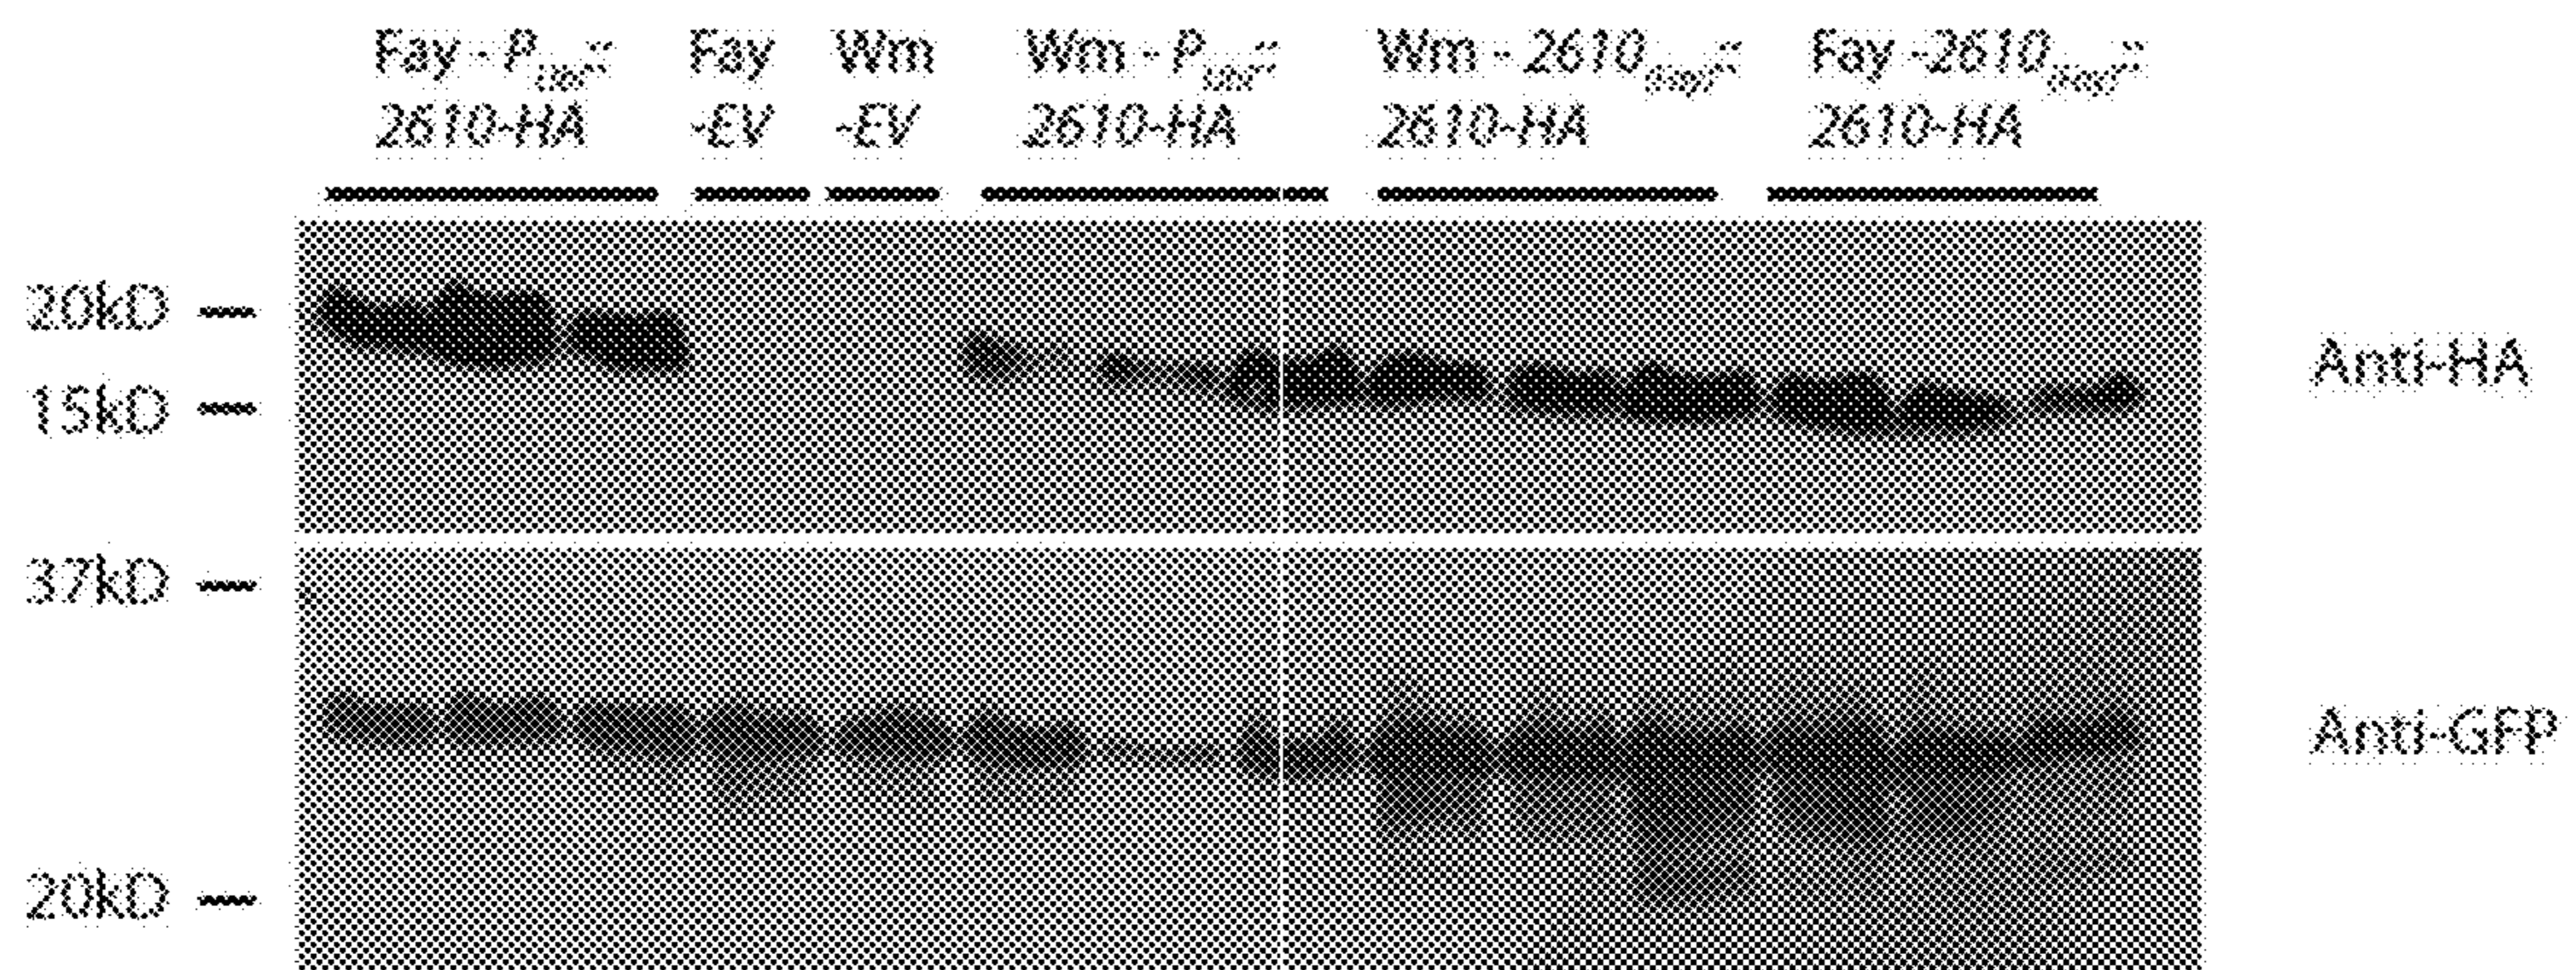 Fay - P
2610-HA
Fay
-EV
Wm
-EV
Wm - P
2610-HA
Wm - 2610
2610-HA
Fay -2610
2610-HA
20kD
15kD
Anti-HA
37kD
20kD
Anti-GFP